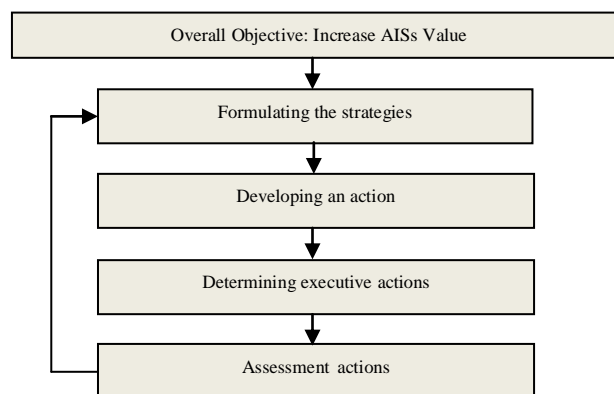 Overall Objective: Increase AISs Value
Formulating the strategies
Developing an action
Determining executive actions
Assessment actions